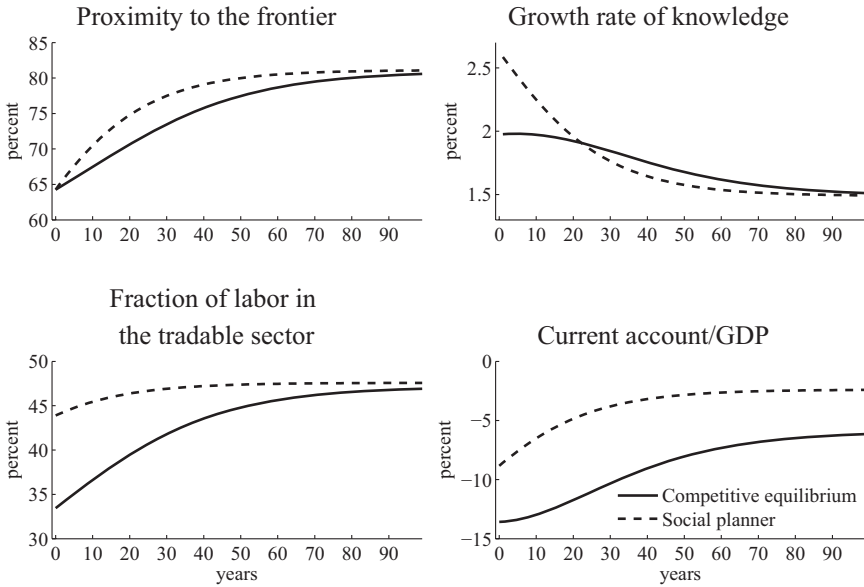 Proximity to the frontier
percent
85
80
75
70
65
60
0 10 20 30 40 50 60 70 80 90
Growth rate of knowledge
percent
2.5
2
1.5
0 10 20 30 40 50 60 70 80 90
Fraction of labor in
the tradable sector
percent
50
45
40
35
30
0 10 20 30 40 50 60 70 80 90
years
Current account/GDP
percent
0
−5
−10
−15
Competitive equilibrium
Social planner
0 10 20 30 40 50 60 70 80 90
years